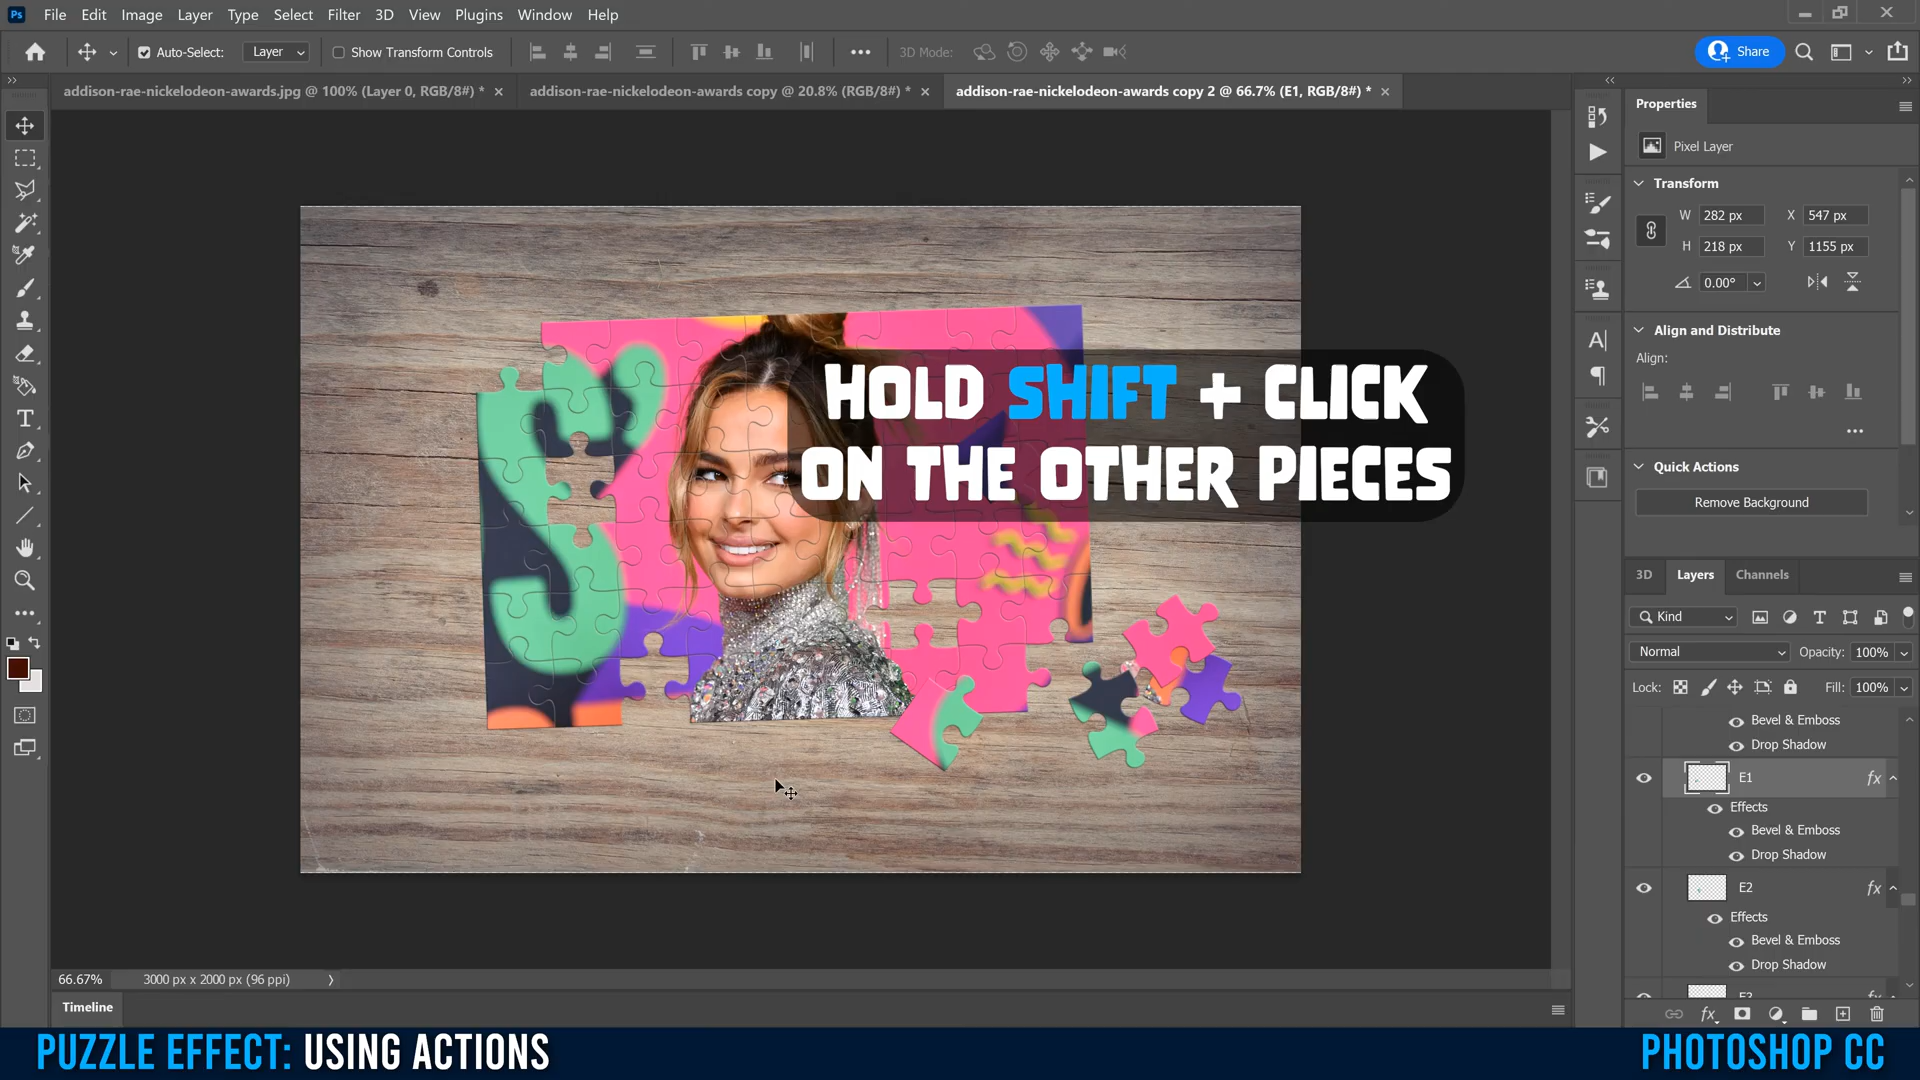 Ps File Edit Image Layer Type Select Filter 3D View Plugins Window Help
Auto-Select: Layer Show Transform Controls 3D Mode: Share
addison-rae-nickelodeon-awards.jpg @ 100% (Layer 0, RGB/8#) *
addison-rae-nickelodeon-awards copy @ 20.8% (RGB/8#) *
addison-rae-nickelodeon-awards copy 2 @ 66.7% (E1, RGB/8#) *
Properties
Pixel Layer
Transform
W 282 px X 547 px
H 218 px Y 1155 px
0.00°
Align and Distribute
Align:
Quick Actions
Remove Background
HOLD SHIFT + CLICK
ON THE OTHER PIECES
3D Layers Channels
Kind
Normal Opacity: 100%
Lock: Fill: 100%
Bevel & Emboss
Drop Shadow
E1 fx
Effects
Bevel & Emboss
Drop Shadow
E2 fx
Effects
Bevel & Emboss
Drop Shadow
66.67% 3000 px x 2000 px (96 ppi)
Timeline
PUZZLE EFFECT: USING ACTIONS
PHOTOSHOP CC